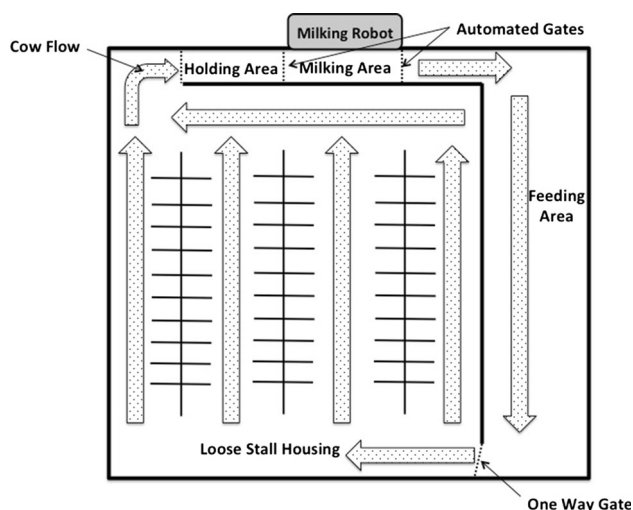 Milking Robot
Automated Gates
Cow Flow
Holding Area
Milking Area
Feeding
Area
Loose Stall Housing
One Way Gate